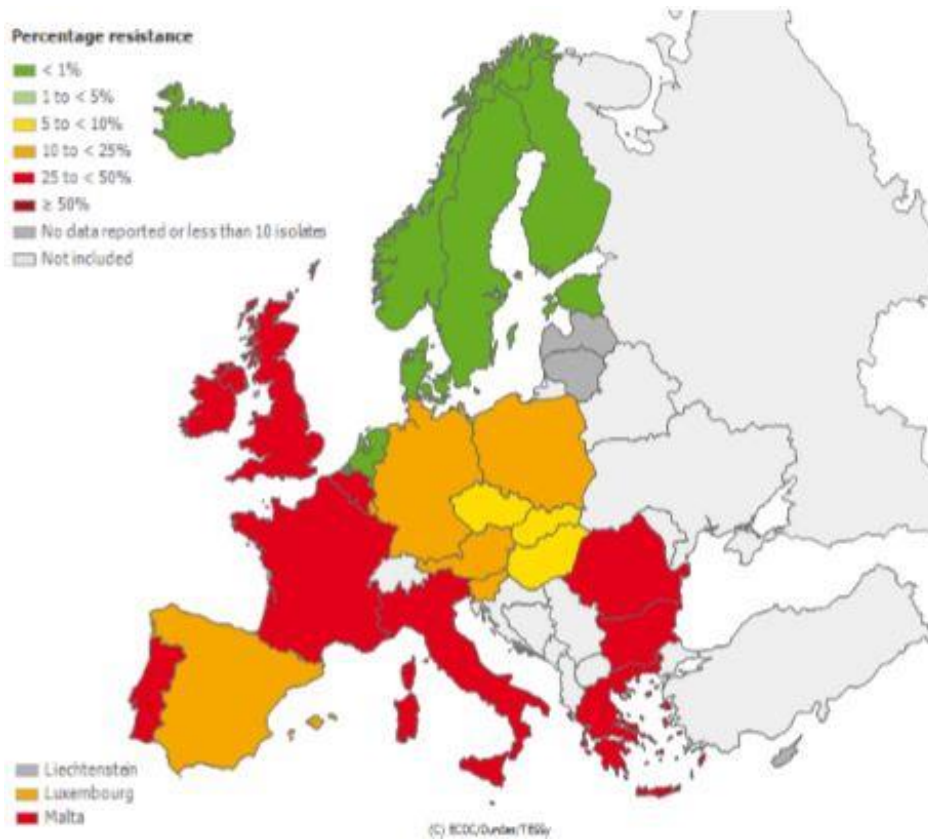 Percentage resistance
< 1%
1 to < 5%
5 to < 10%
10 to < 25%
25 to < 50%
≥ 50%
No data reported or less than 10 isolates
Not included
Liechtenstein
Luxembourg
Malta
(C) ECDC/Dundas/TESSy